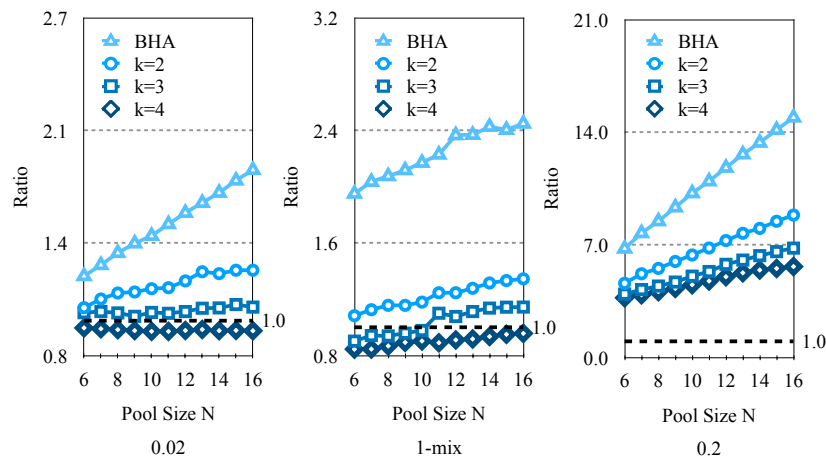 2.7
BHA
k=2
k=3
k=4
2.1
Ratio
1.4
1.0
0.8
6 8 10 12 14 16
Pool Size N
0.02
3.2
BHA
k=2
k=3
k=4
2.4
Ratio
1.6
1.0
0.8
6 8 10 12 14 16
Pool Size N
1-mix
21.0
BHA
k=2
k=3
k=4
14.0
Ratio
7.0
1.0
0.0
6 8 10 12 14 16
Pool Size N
0.2